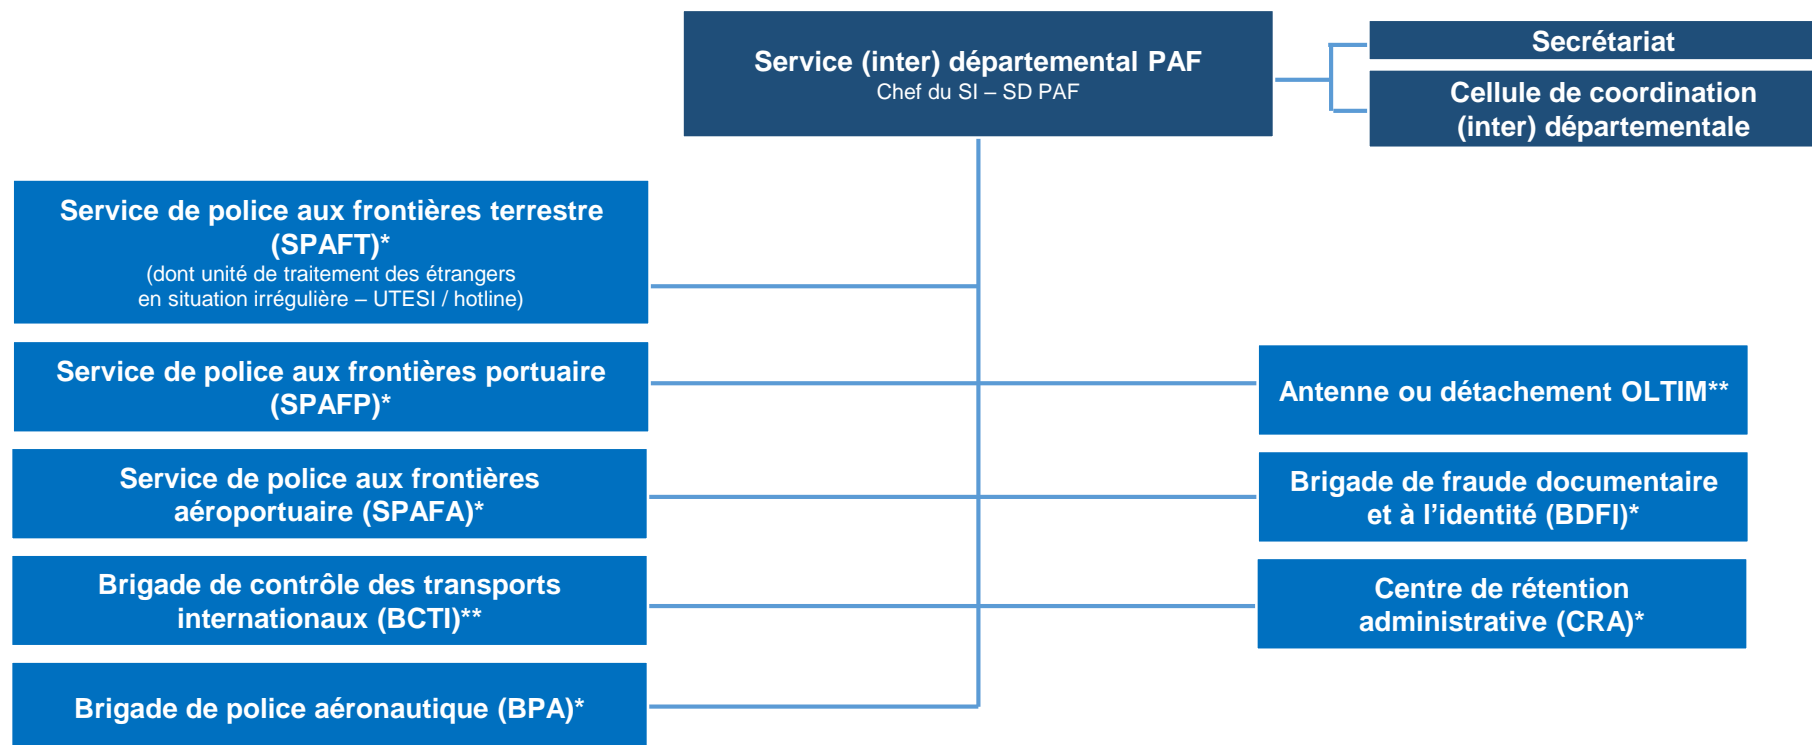 Service (inter) départemental PAF
Chef du SI – SD PAF
Secrétariat
Cellule de coordination
(inter) départementale
Service de police aux frontières terrestre
(SPAFT)*
(dont unité de traitement des étrangers
en situation irrégulière – UTESI / hotline)
Service de police aux frontières portuaire
(SPAFP)*
Service de police aux frontières
aéroportuaire (SPAFA)*
Brigade de contrôle des transports
internationaux (BCTI)**
Brigade de police aéronautique (BPA)*
Antenne ou détachement OLTIM**
Brigade de fraude documentaire
et à l’identité (BDFI)*
Centre de rétention
administrative (CRA)*